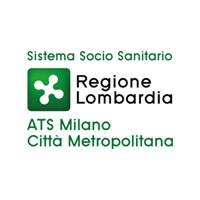 Sistema Socio Sanitario
Regione
Lombardia
ATS Milano
Città Metropolitana